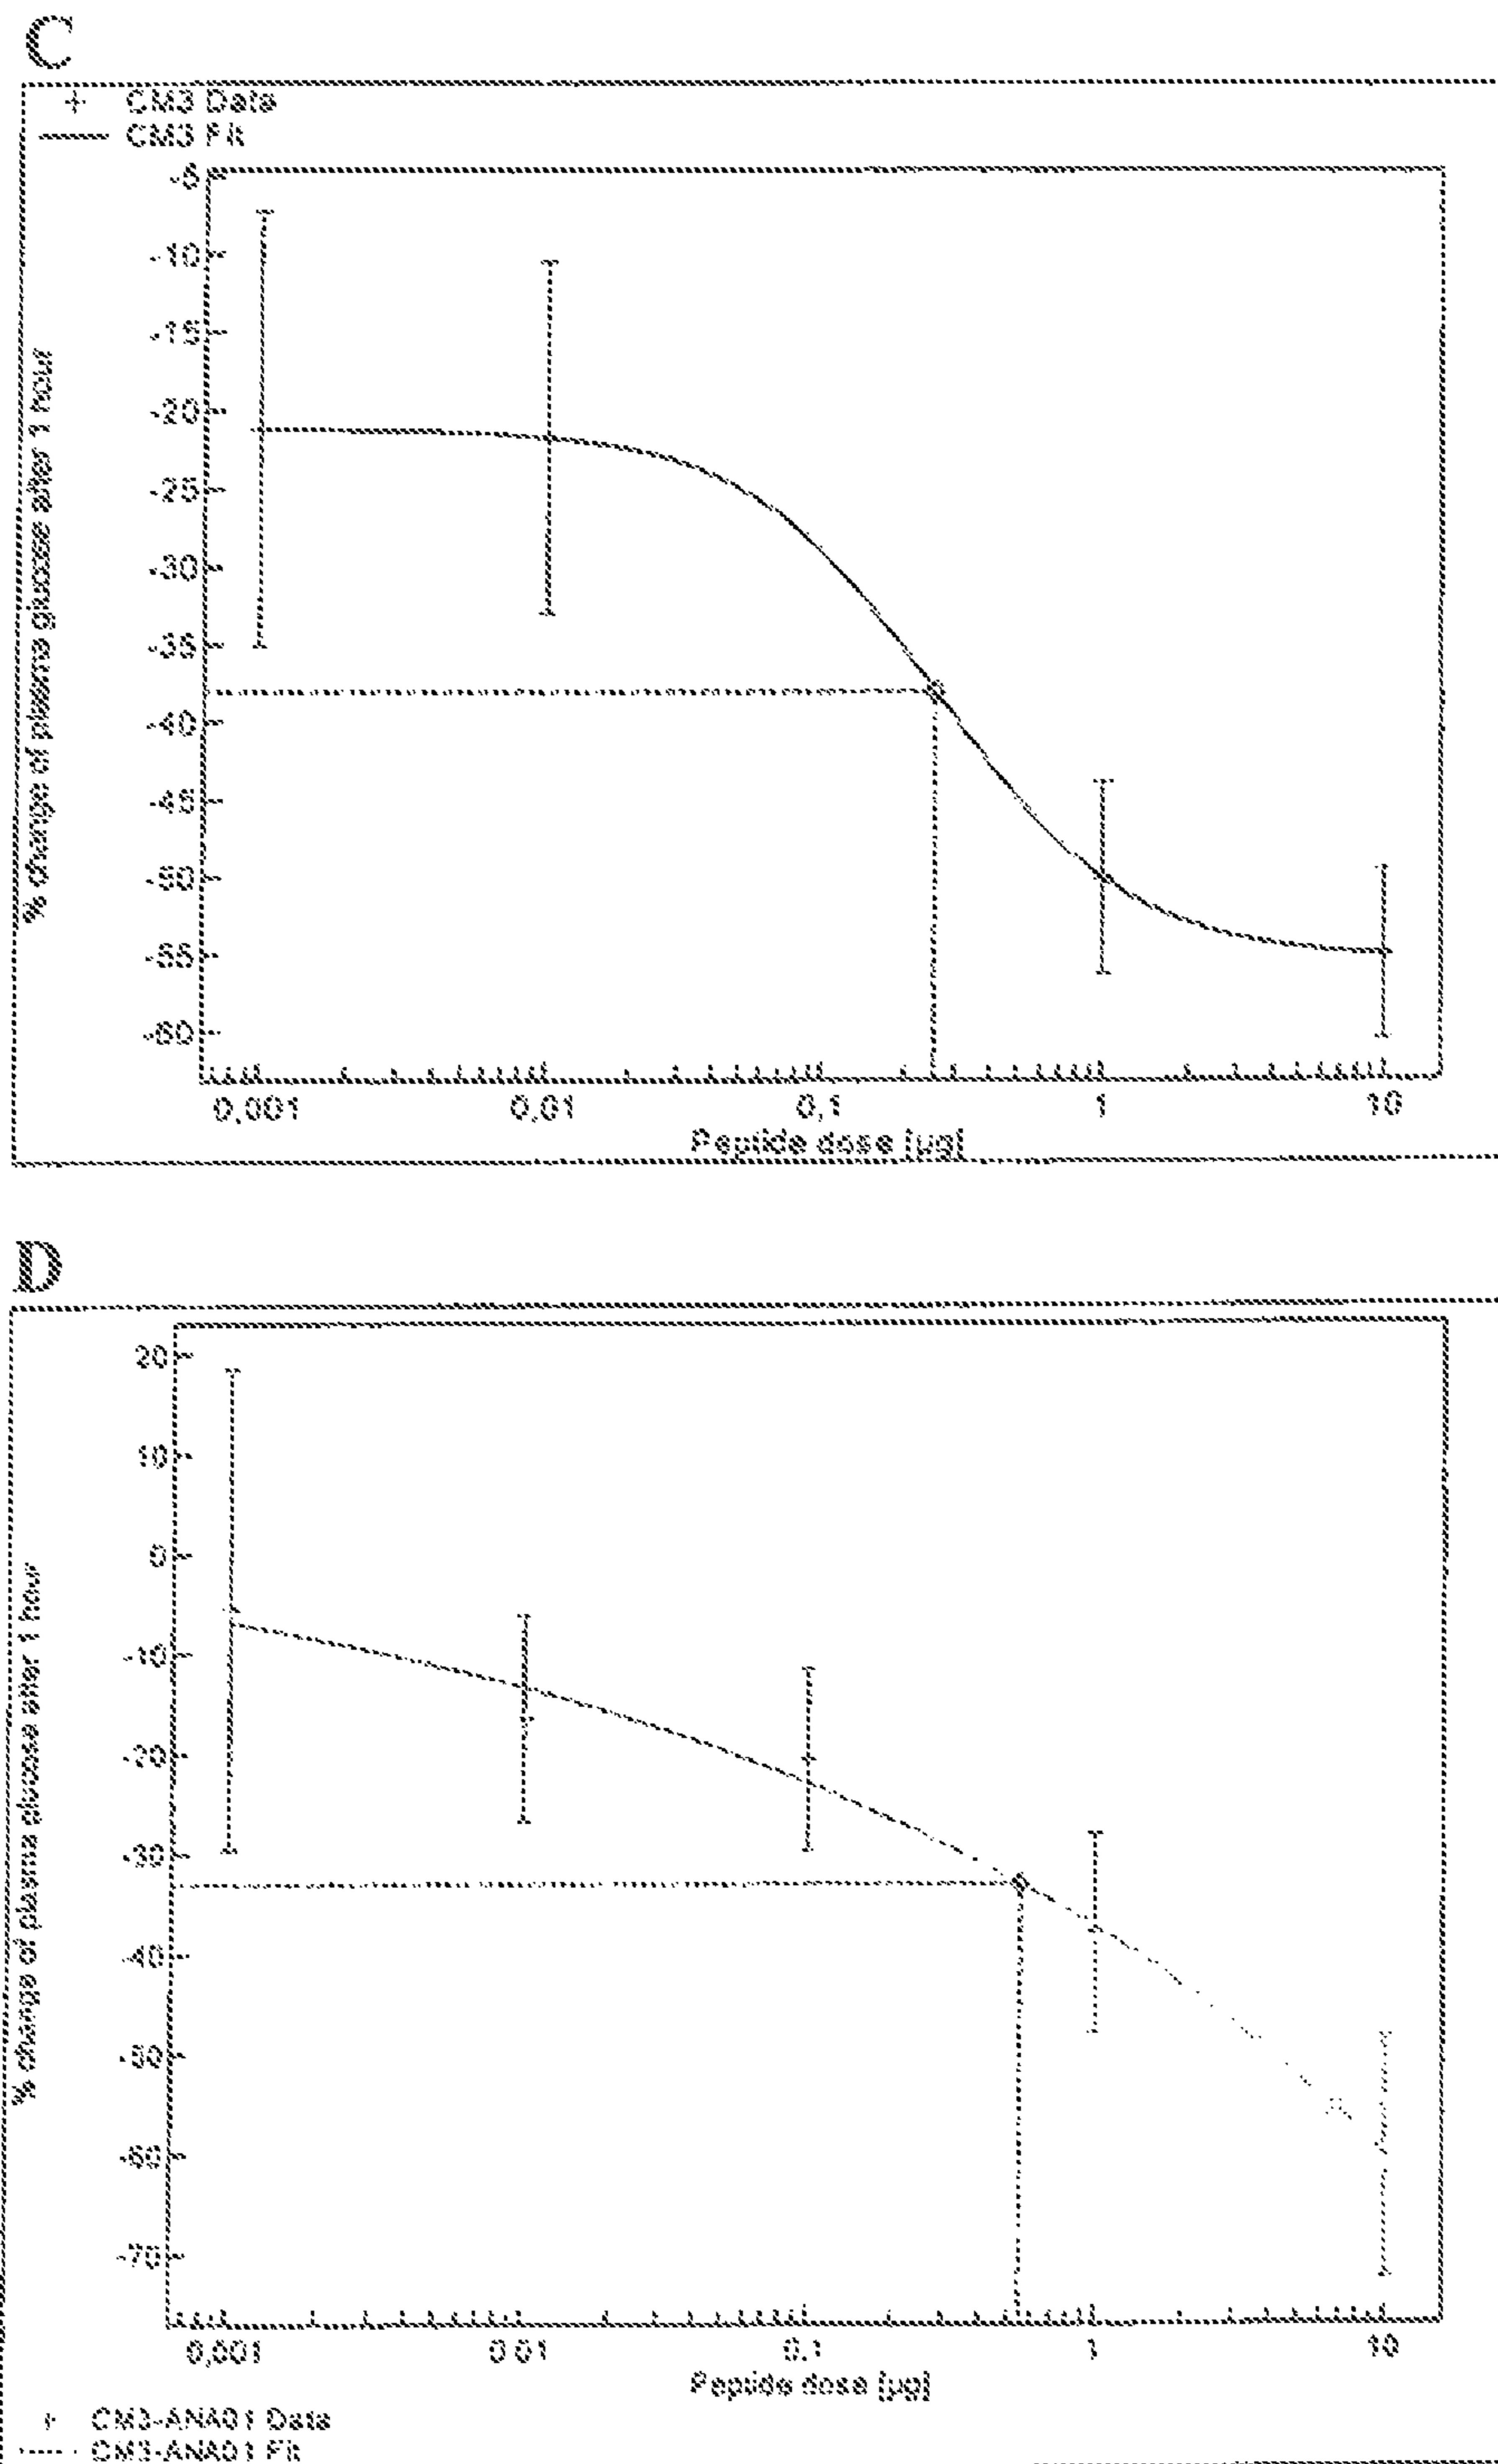 C
CM3 Data
CM3 Fit
-5
-10
-15
-20
-25
-30
-35
-40
-45
-50
-55
-60
% change of plasma glucose after 1 hour
0,001 0,01 0,1 1 10
Peptide dose [µg]
D
20
10
0
-10
-20
-30
-40
-50
-60
-70
% change of plasma glucose after 1 hour
0,001 0 01 0.1 1 10
Peptide dose [µg]
CM3-ANA01 Data
CM3-ANA01 Fit